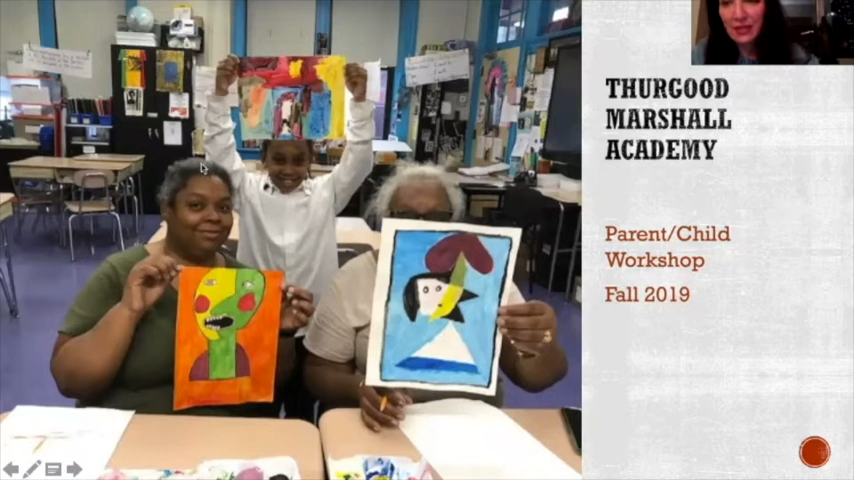 THURGOOD
MARSHALL
ACADEMY
Parent/Child
Workshop
Fall 2019